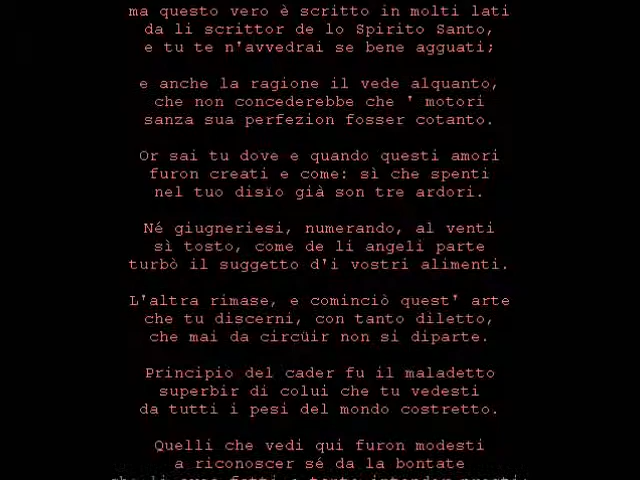 ma questo vero è scritto in molti lati
da li scrittor de lo Spirito Santo,
e tu te n'avvedrai se bene agguati;
e anche la ragione il vede alquanto,
che non concederebbe che ' motori
sanza sua perfezion fosser cotanto.
Or sai tu dove e quando questi amori
furon creati e come: sì che spenti
nel tuo disïo già son tre ardori.
Né giugneriesi, numerando, al venti
sì tosto, come de li angeli parte
turbò il suggetto d'i vostri alimenti.
L'altra rimase, e cominciò quest' arte
che tu discerni, con tanto diletto,
che mai da circüir non si diparte.
Principio del cader fu il maladetto
superbir di colui che tu vedesti
da tutti i pesi del mondo costretto.
Quelli che vedi qui furon modesti
a riconoscer sé da la bontate